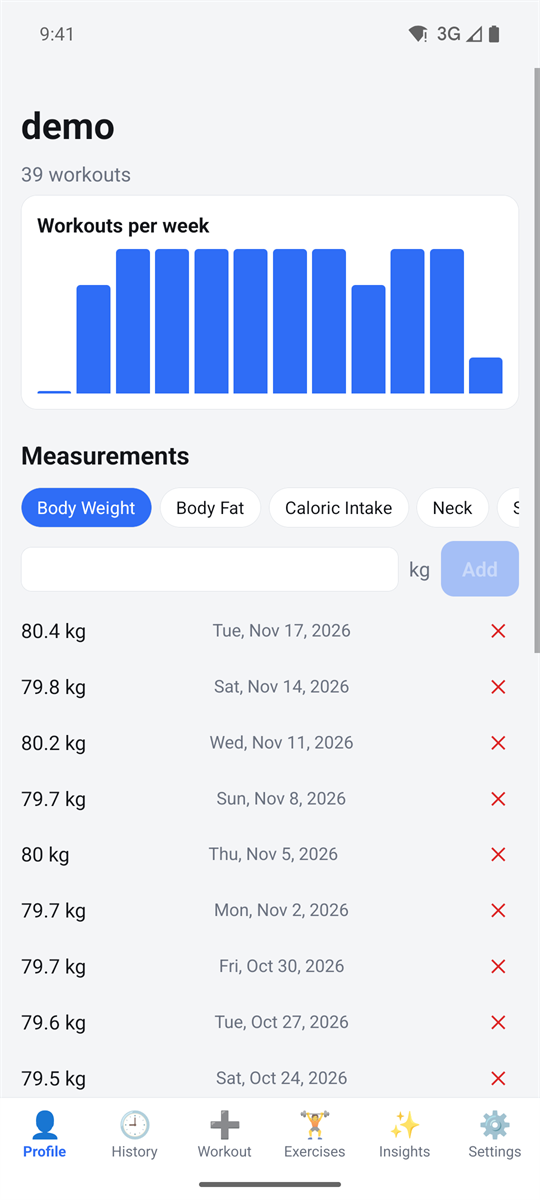 9:41 3G
demo
39 workouts
Workouts per week
Measurements
Body Weight Body Fat Caloric Intake Neck
kg Add
80.4 kg Tue, Nov 17, 2026
79.8 kg Sat, Nov 14, 2026
80.2 kg Wed, Nov 11, 2026
79.7 kg Sun, Nov 8, 2026
80 kg Thu, Nov 5, 2026
79.7 kg Mon, Nov 2, 2026
79.7 kg Fri, Oct 30, 2026
79.6 kg Tue, Oct 27, 2026
79.5 kg Sat, Oct 24, 2026
Profile History Workout Exercises Insights Settings